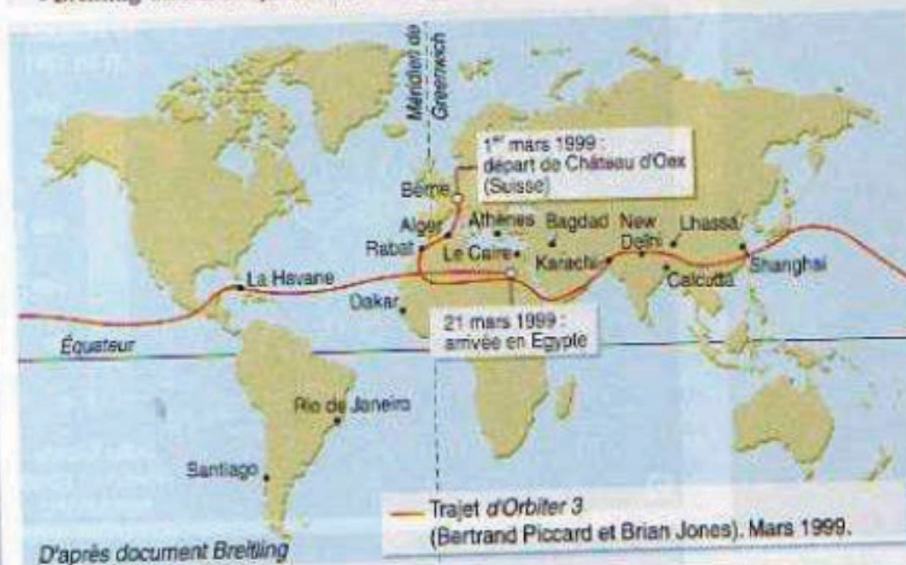 Méridien de
Greenwich
1er mars 1999 :
départ de Château d'Oex
(Suisse)
Berne
Alger
Athènes
Bagdad
New
Delhi
Lhassa
Rabat
Le Caire
Karachi
Shanghai
La Havane
Calcutta
Dakar
21 mars 1999 :
arrivée en Egypte
Équateur
Rio de Janeiro
Santiago
Trajet d'Orbiter 3
(Bertrand Piccard et Brian Jones). Mars 1999.
D'après document Breitling